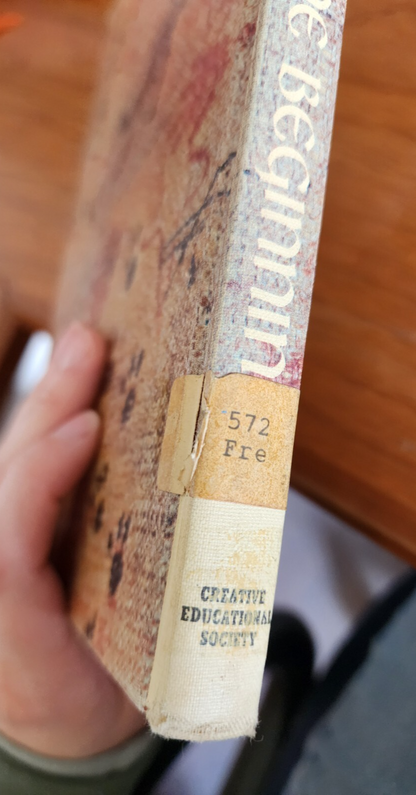 Beginnin
572
Fre
CREATIVE
EDUCATIONAL
SOCIETY